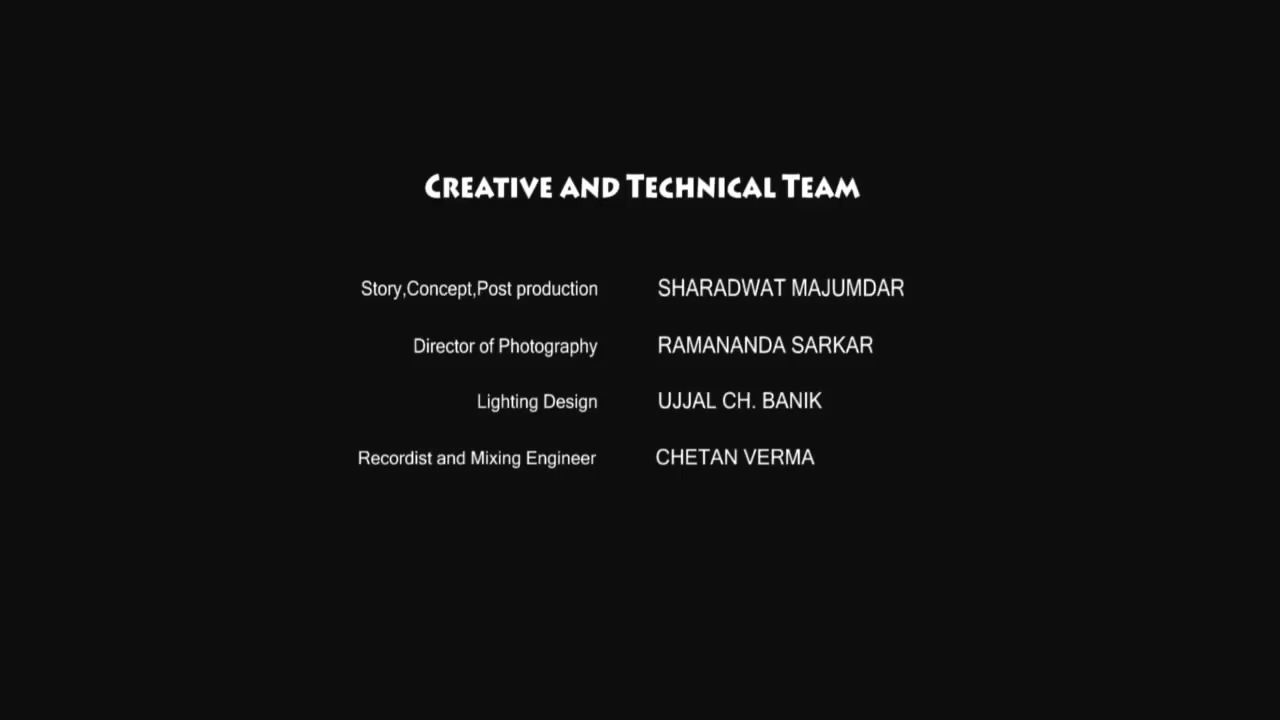 CREATIVE AND TECHNICAL TEAM
Story,Concept,Post production SHARADWAT MAJUMDAR
Director of Photography RAMANANDA SARKAR
Lighting Design UJJAL CH. BANIK
Recordist and Mixing Engineer CHETAN VERMA